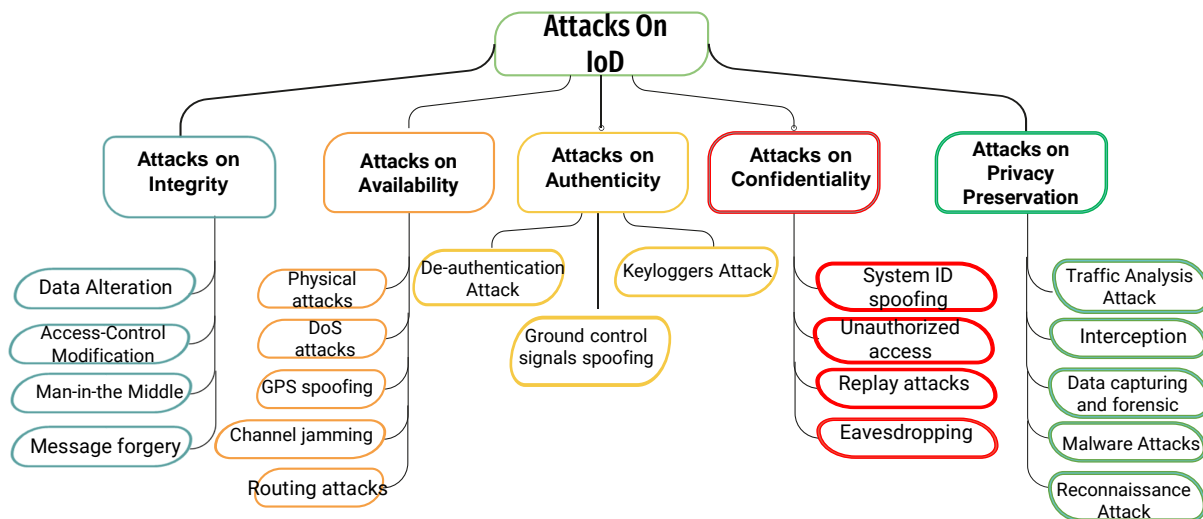 Attacks On
IoD
Attacks on
Integrity
Attacks on
Availability
Attacks on
Authenticity
Attacks on
Confidentiality
Attacks on
Privacy
Preservation
Data Alteration
Access-Control
Modification
Man-in-the Middle
Message forgery
Physical
attacks
DoS
attacks
GPS spoofing
Channel jamming
Routing attacks
De-authentication
Attack
Ground control
signals spoofing
Keyloggers Attack
System ID
spoofing
Unauthorized
access
Replay attacks
Eavesdropping
Traffic Analysis
Attack
Interception
Data capturing
and forensic
Malware Attacks
Reconnaissance
Attack